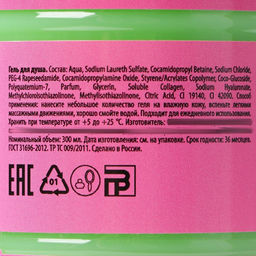 Гель для душа. Состав: Aqua, Sodium Laureth Sulfate, Cocamidopropyl Betaine, Sodium Chloride,
PEG-4 Rapeseedamide, Cocamidopropylamine Oxide, Styrene/Acrylates Copolymer, Coco-Glucoside,
Polyquaternium-7, Parfum, Glycerin, Soluble Collagen, Sodium Hyaluronate,
Methylchloroisothiazolinone, Methylisothiazolinone, Citric Acid, CI 19140, CI 42090. Способ
применения: нанесите небольшое количество геля на влажную кожу, вспеньте легкими
массажными движениями, хорошо смойте водой. Подходит для ежедневного использования.
Хранить при температуре от +5 до +25 °С. Изготовитель:
Номинальный объем: 300 мл. Дата изготовления: см. на упаковке. Срок годности: 36 месяцев.
ГОСТ 31696-2012. ТР ТС 009/2011. Сделано в России.
EAC
01